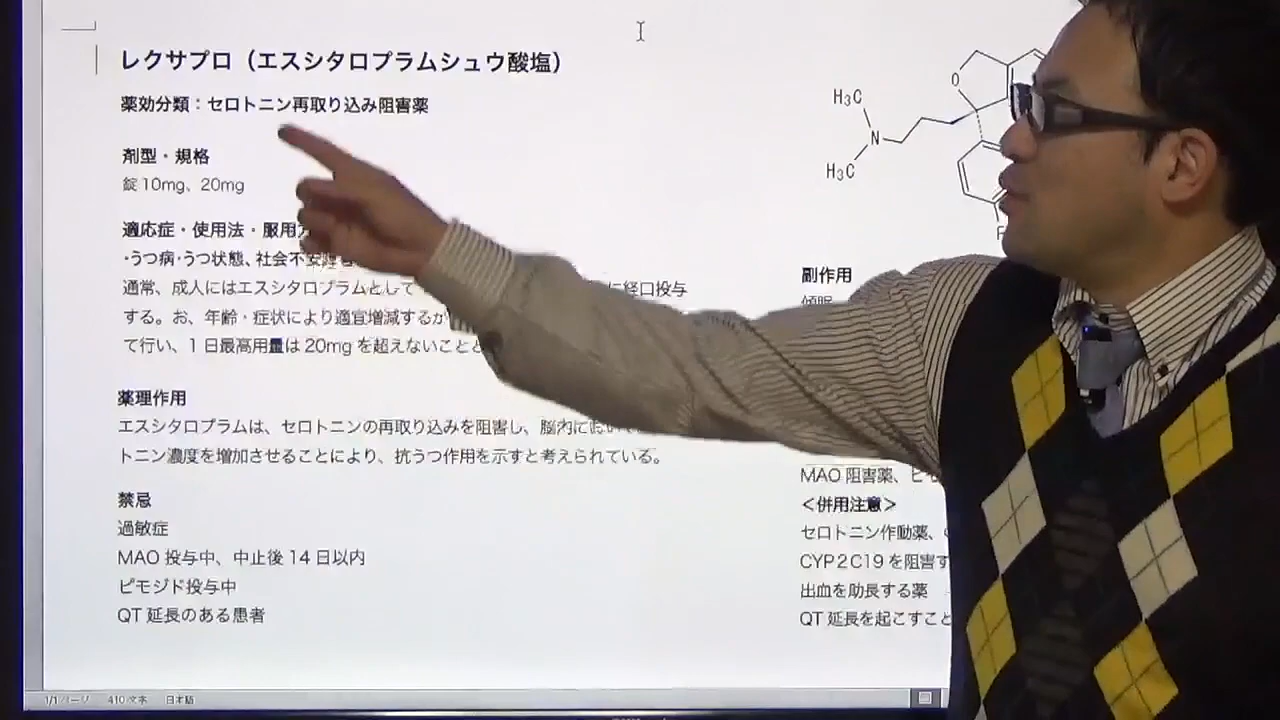 レクサプロ（エスシタロプラムシュウ酸塩）
薬効分類：セロトニン再取り込み阻害薬
剤型・規格
錠10mg、20mg
適応症・使用法・服用
・うつ病・うつ状態、社会不安
通常、成人にはエスシタロプラムとして に経口投与
する。お、年齢・症状により適宜増減するが
て行い、1日最高用量は20mgを超えないことと
薬理作用
エスシタロプラムは、セロトニンの再取り込みを阻害し、脳内に
トニン濃度を増加させることにより、抗うつ作用を示すと考えられている。
禁忌
過敏症
MAO投与中、中止後14日以内
ピモジド投与中
QT延長のある患者
H₃C
N
H₃C
O
F
副作用
傾眠
MAO阻害薬、ピモ
＜併用注意＞
セロトニン作動薬、
CYP2C19を阻害す
出血を助長する薬
QT延長を起こすこと
1/1ページ 410文字 日本語